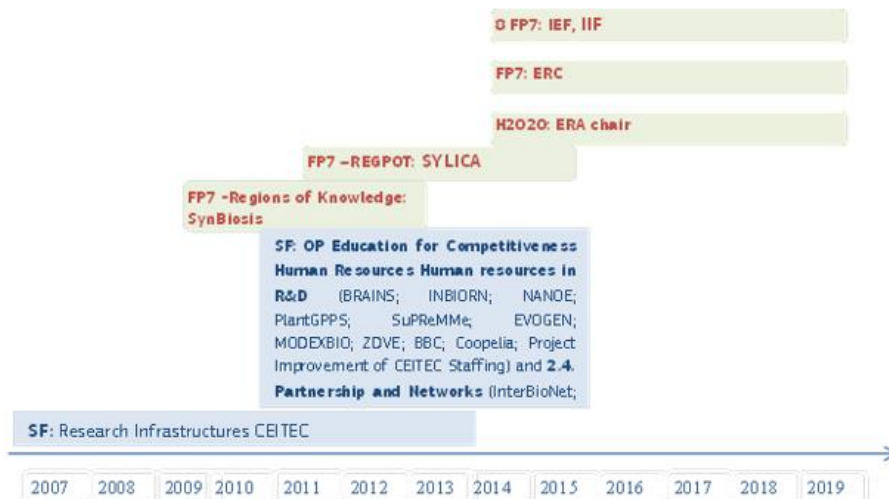 8 FP7: IEF, IIF
FP7: ERC
H2020: ERA chair
FP7 –REGPOT: SYLICA
FP7 -Regions of Knowledge:
SynBiosis
SF: OP Education for Competitiveness
Human Resources Human resources in
R&D (BRAINS; INBIORN; NANOE;
PlantGPPS; SuPReMMe; EVOGEN;
MODEXBIO; ZDVE; BBC; Coopelia; Project
Improvement of CEITEC Staffing) and 2.4.
Partnership and Networks (InterBioNet;
SF: Research Infrastructures CEITEC
2007 2008 2009 2010 2011 2012 2013 2014 2015 2016 2017 2018 2019